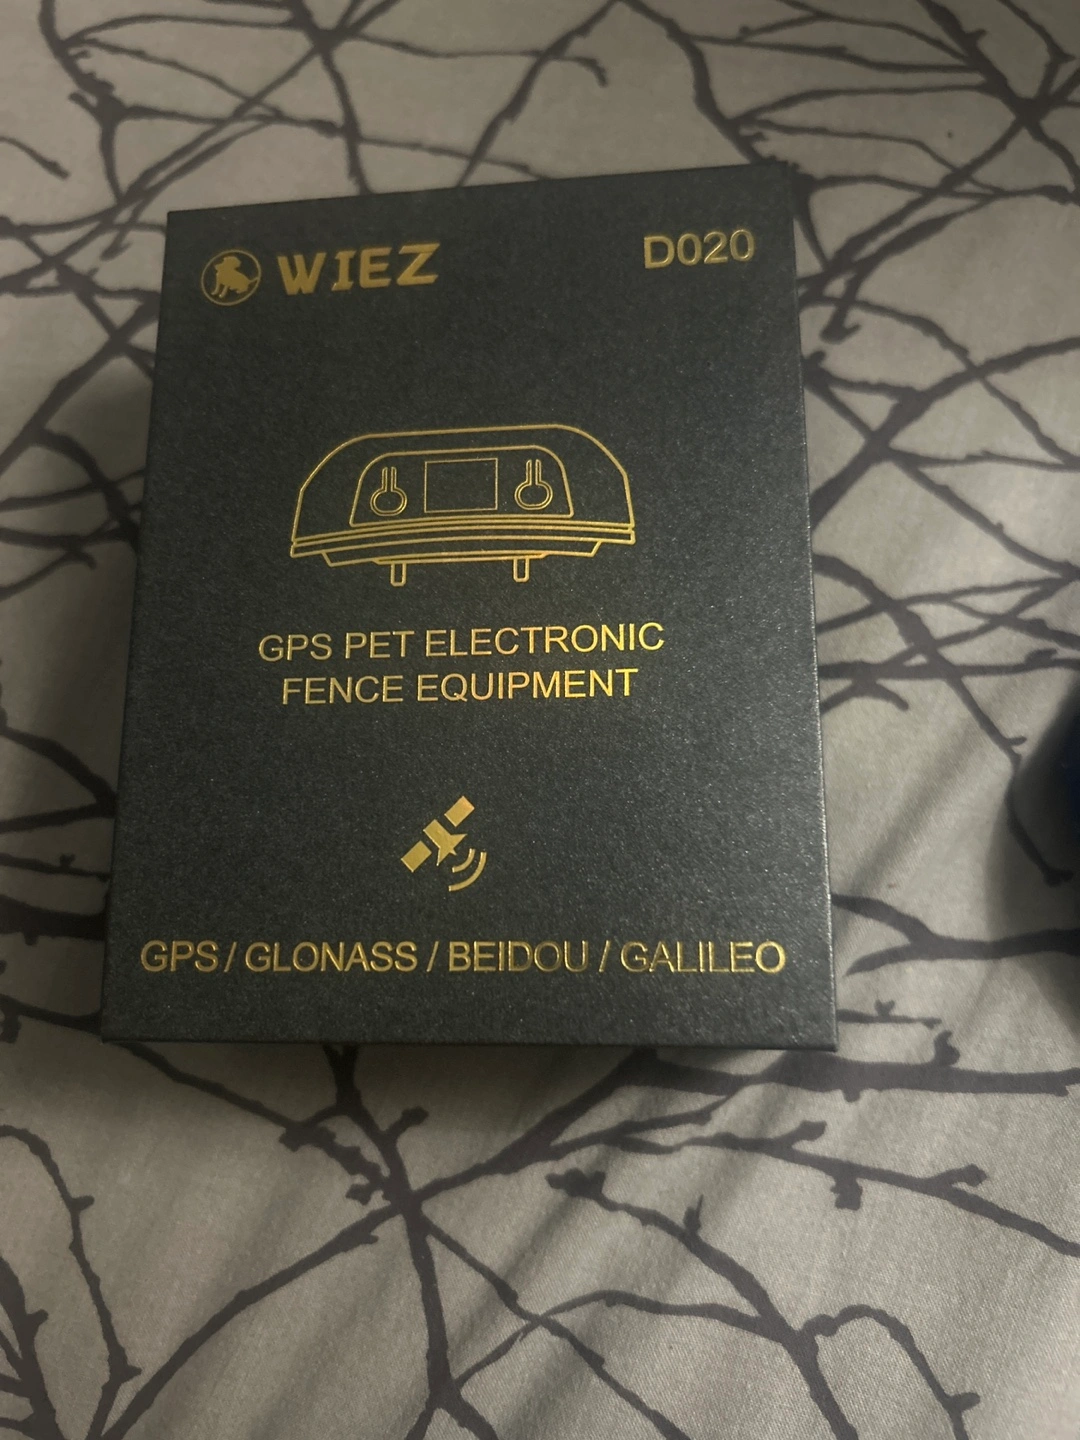 WIEZ
D020
GPS PET ELECTRONIC
FENCE EQUIPMENT
GPS / GLONASS / BEIDOU / GALILEO